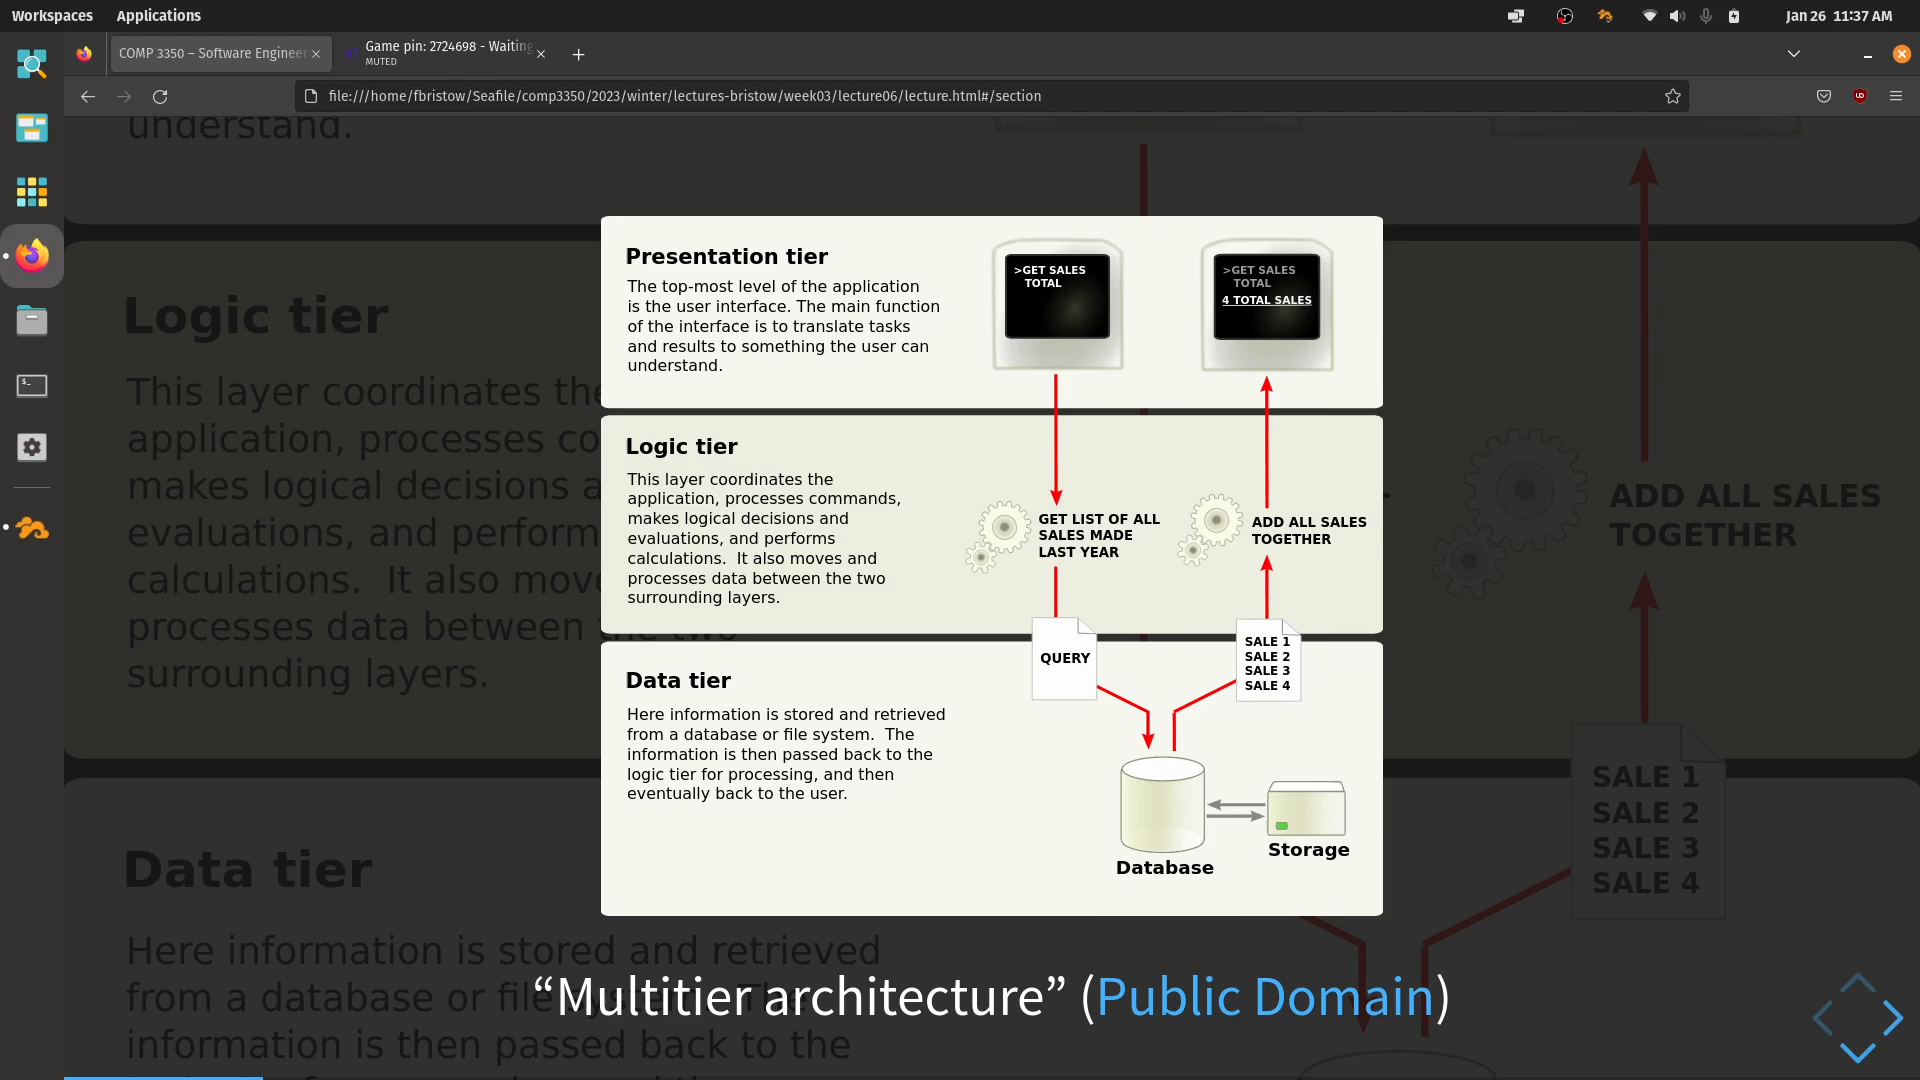 Workspaces Applications Jan 26 11:37 AM
COMP 3350 – Software Engineer
Game pin: 2724698 - Waiting
MUTED
file:///home/fbristow/Seafile/comp3350/2023/winter/lectures-bristow/week03/lecture06/lecture.html#/section
understand.
Presentation tier
The top-most level of the application
is the user interface. The main function
of the interface is to translate tasks
and results to something the user can
understand.
>GET SALES
TOTAL
>GET SALES
TOTAL
4 TOTAL SALES
Logic tier
This layer coordinates the
application, processes commands,
makes logical decisions and
evaluations, and performs
calculations.  It also moves and
processes data between the two
surrounding layers.
GET LIST OF ALL
SALES MADE
LAST YEAR
ADD ALL SALES
TOGETHER
QUERY
SALE 1
SALE 2
SALE 3
SALE 4
Data tier
Here information is stored and retrieved
from a database or file system.  The
information is then passed back to the
logic tier for processing, and then
eventually back to the user.
Database
Storage
Logic tier
This layer coordinates the
application, processes co
makes logical decisions a
evaluations, and perform
calculations.  It also move
processes data between the two
surrounding layers.
ADD ALL SALES
TOGETHER
SALE 1
SALE 2
SALE 3
SALE 4
Data tier
Here information is stored and retrieved
from a database or file system. The
information is then passed back to the
“Multitier architecture” (Public Domain)